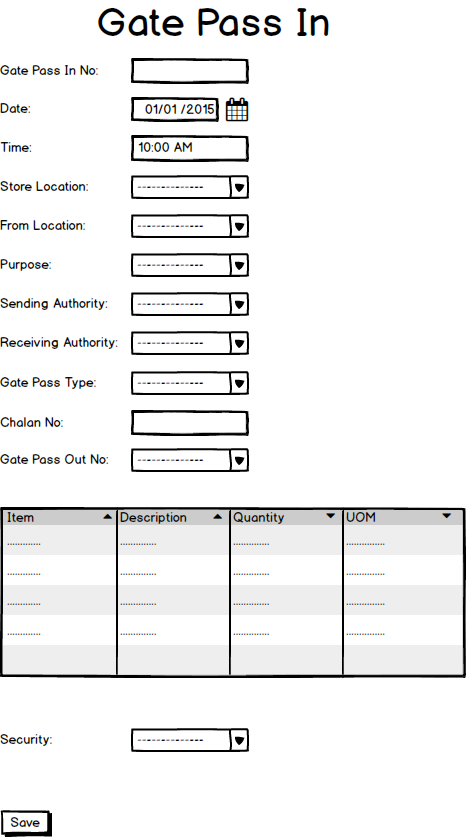 Gate Pass In
Gate Pass In No:
Date: 01/01 /2015
Time: 10:00 AM
Store Location: --------------
From Location: --------------
Purpose: --------------
Sending Authority: --------------
Receiving Authority: --------------
Gate Pass Type: --------------
Chalan No:
Gate Pass Out No: --------------
Item Description Quantity UOM
............. .............. .............. ..............
............. .............. .............. ..............
............. .............. .............. ..............
............. .............. .............. ..............
Security: --------------
Save